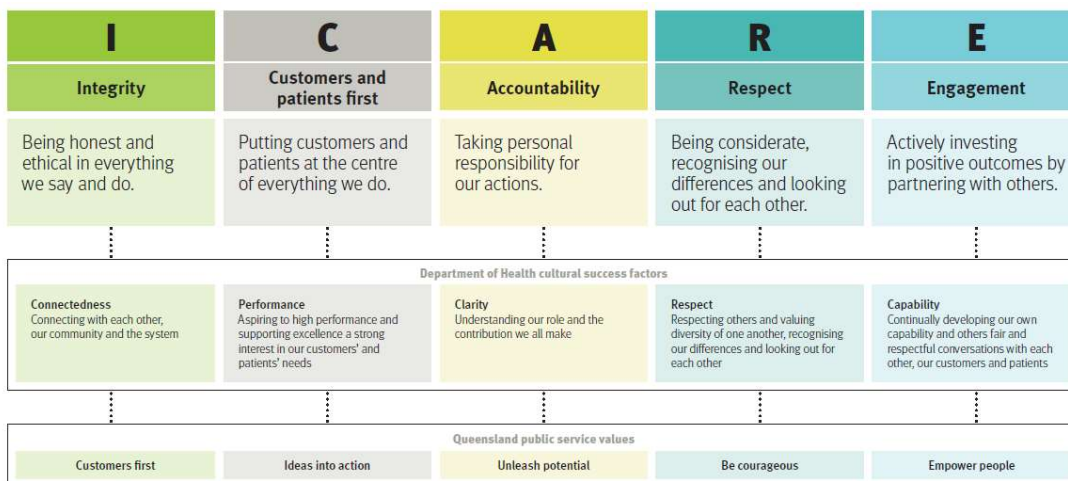 I
C
A
R
E
Integrity
Customers and
patients first
Accountability
Respect
Engagement
Being honest and
ethical in everything
we say and do.
Putting customers and
patients at the centre
of everything we do.
Taking personal
responsibility for
our actions.
Being considerate,
recognising our
differences and looking
out for each other.
Actively investing
in positive outcomes by
partnering with others.
Department of Health cultural success factors
Connectedness
Connecting with each other,
our community and the system
Performance
Aspiring to high performance and
supporting excellence a strong
interest in our customers' and
patients' needs
Clarity
Understanding our role and the
contribution we all make
Respect
Respecting others and valuing
diversity of one another, recognising
our differences and looking out for
each other
Capability
Continually developing our own
capability and others fair and
respectful conversations with each
other, our customers and patients
Queensland public service values
Customers first
Ideas into action
Unleash potential
Be courageous
Empower people